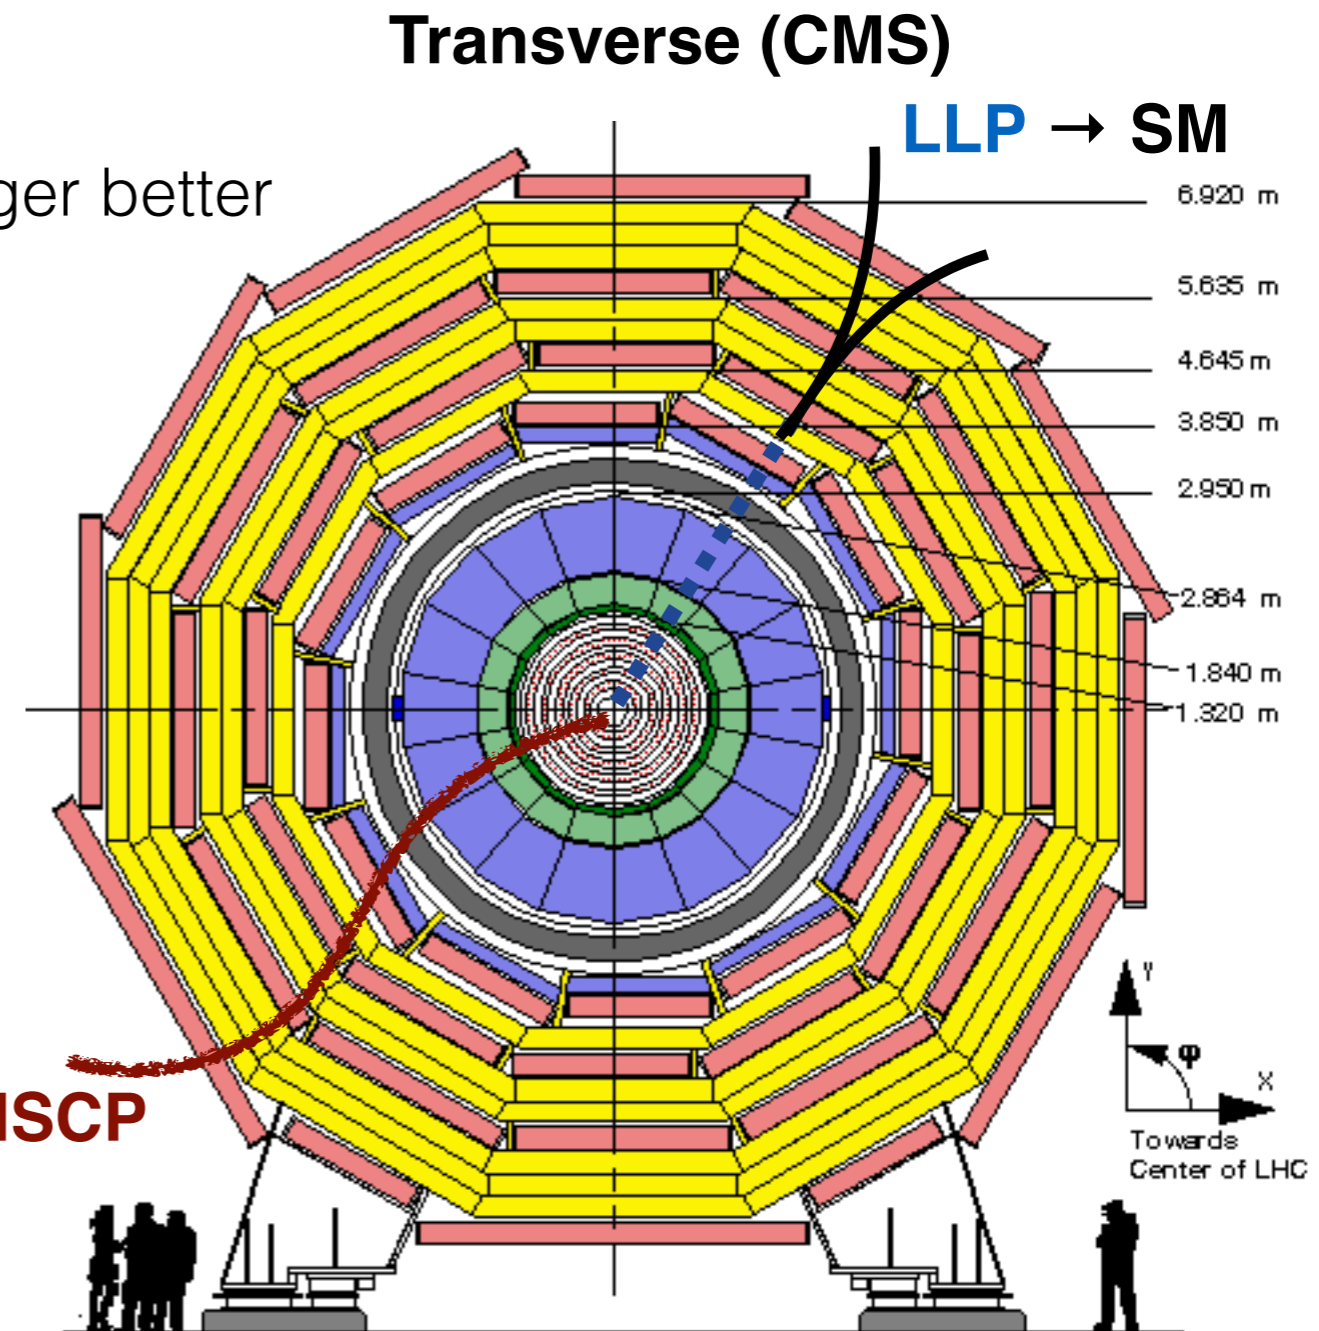 Transverse (CMS)
LLP → SM
ger better
6.920 m
5.635 m
4.645 m
3.850 m
2.950 m
2.864 m
1.840 m
1.320 m
Y
φ
X
Towards
Center of LHC
SCP